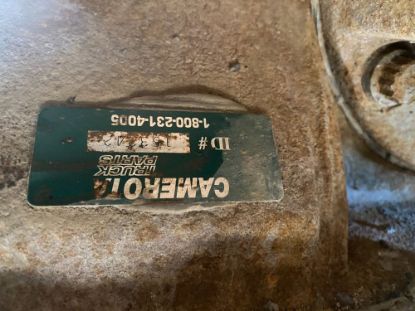 CAMEROTA
TRUCK
PARTS
ID #
1-800-231-4005